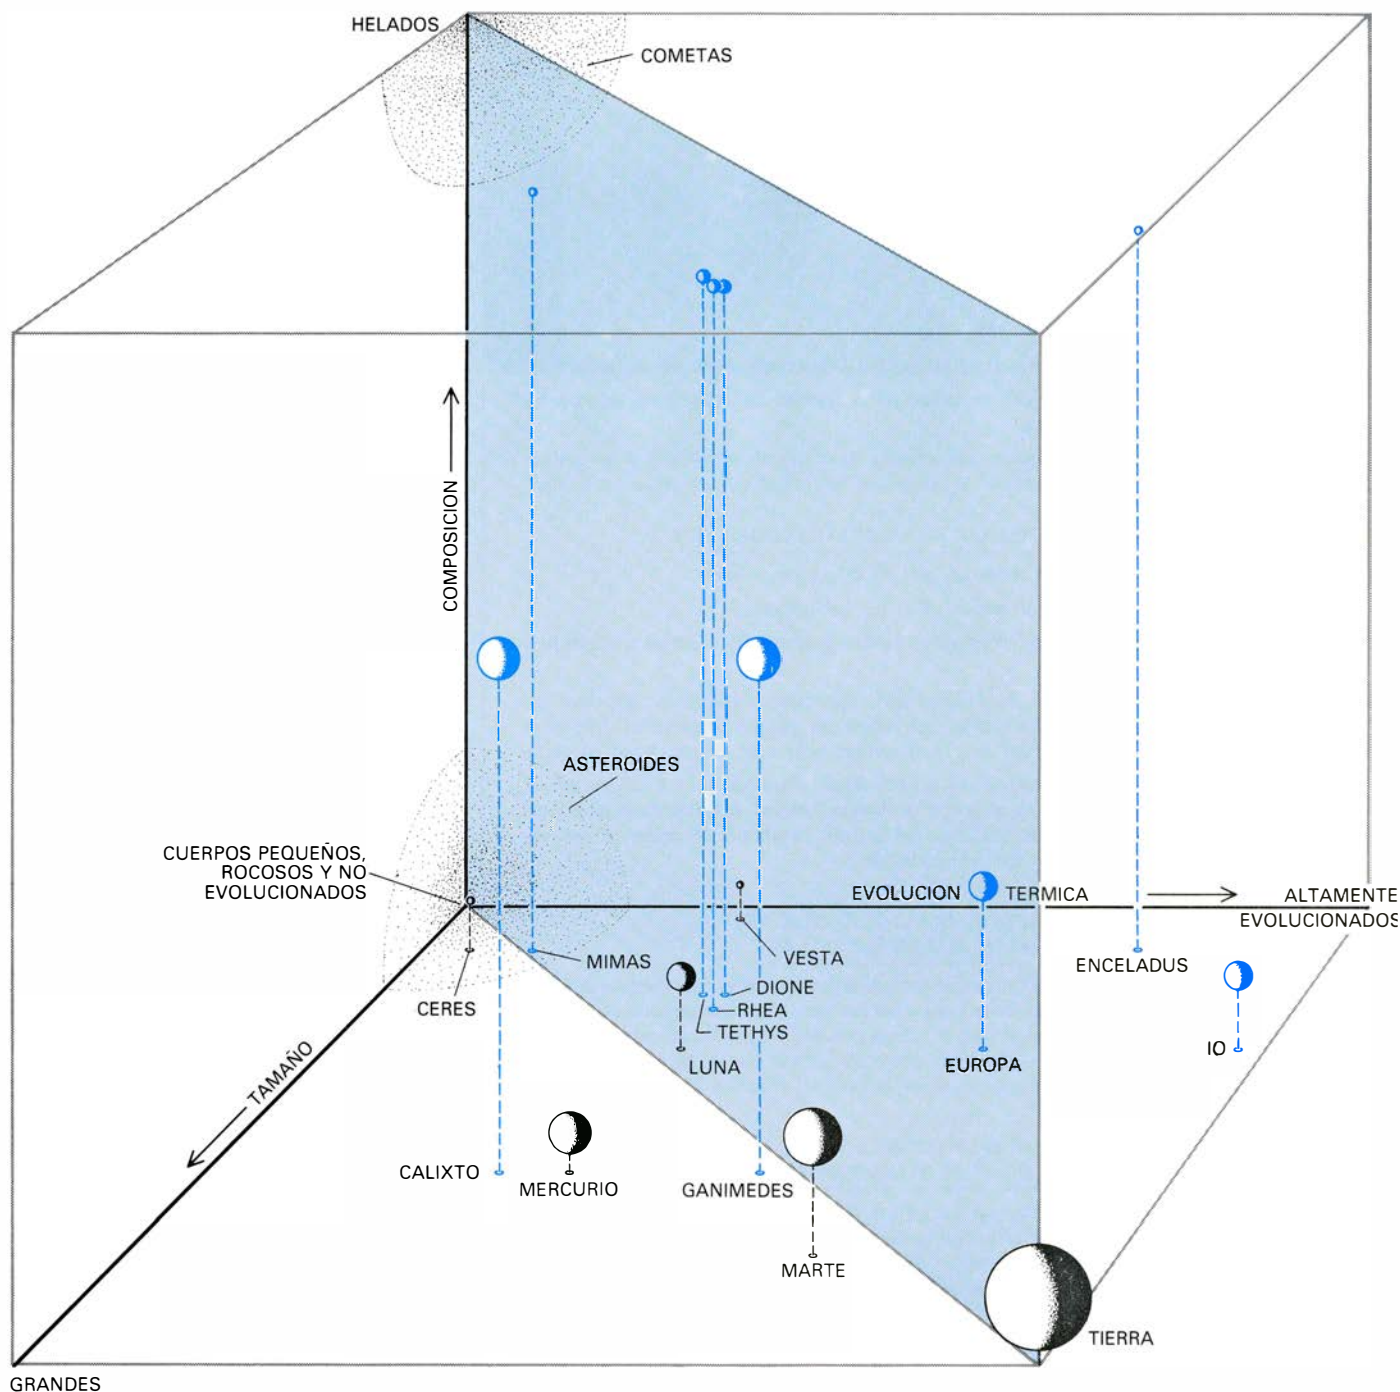 HELADOS
COMETAS
COMPOSICION
ASTEROIDES
CUERPOS PEQUEÑOS,
ROCOSOS Y NO
EVOLUCIONADOS
EVOLUCION TERMICA
ALTAMENTE
EVOLUCIONADOS
VESTA
MIMAS
ENCELADUS
DIONE
CERES
RHEA
TETHYS
LUNA
EUROPA
IO
TAMAÑO
CALIXTO
MERCURIO
GANIMEDES
MARTE
TIERRA
GRANDES